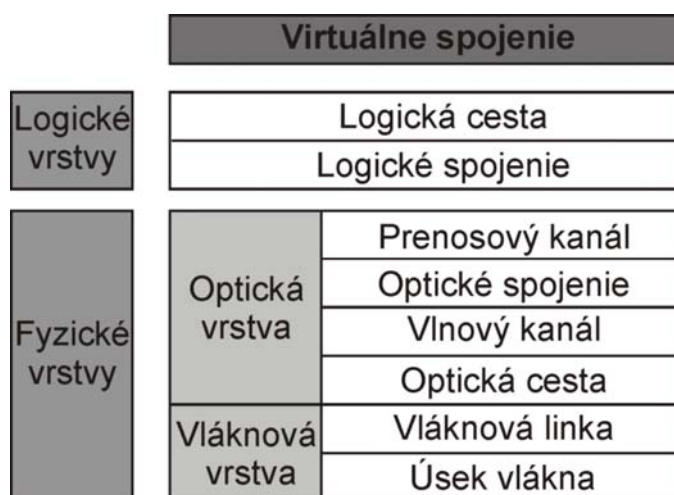 Virtuálne spojenie
Logické
vrstvy
Logická cesta
Logické spojenie
Fyzické
vrstvy
Optická
vrstva
Prenosový kanál
Optické spojenie
Vlnový kanál
Optická cesta
Vláknová
vrstva
Vláknová linka
Úsek vlákna